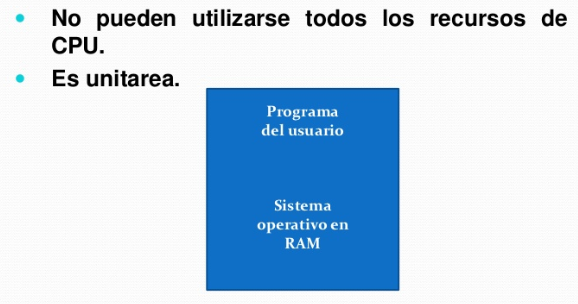 • No pueden utilizarse todos los recursos de
CPU.
• Es unitarea.
Programa
del usuario
Sistema
operativo en
RAM